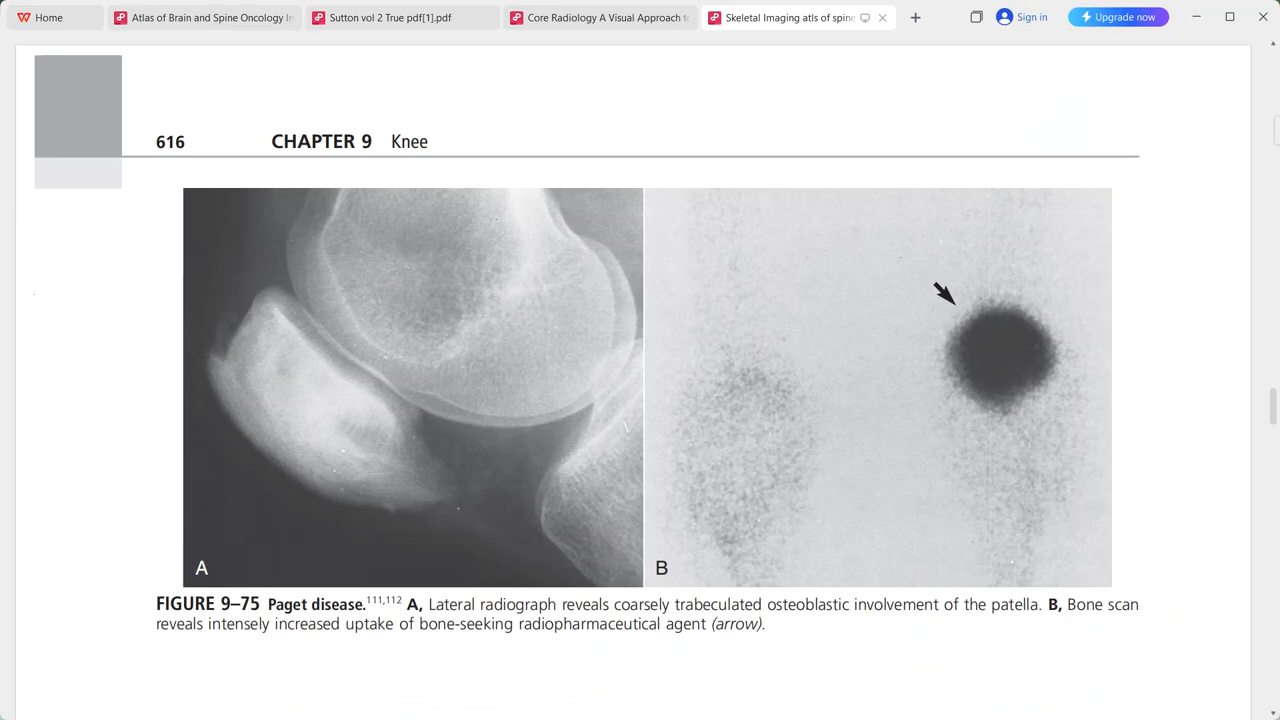 Home
Atlas of Brain and Spine Oncology I
Sutton vol 2 True pdf[1].pdf
Core Radiology A Visual Approach to
Skeletal Imaging atls of spine
Sign in
Upgrade now
616 CHAPTER 9 Knee
A
B
FIGURE 9–75 Paget disease.111,112 A, Lateral radiograph reveals coarsely trabeculated osteoblastic involvement of the patella. B, Bone scan
reveals intensely increased uptake of bone-seeking radiopharmaceutical agent (arrow).